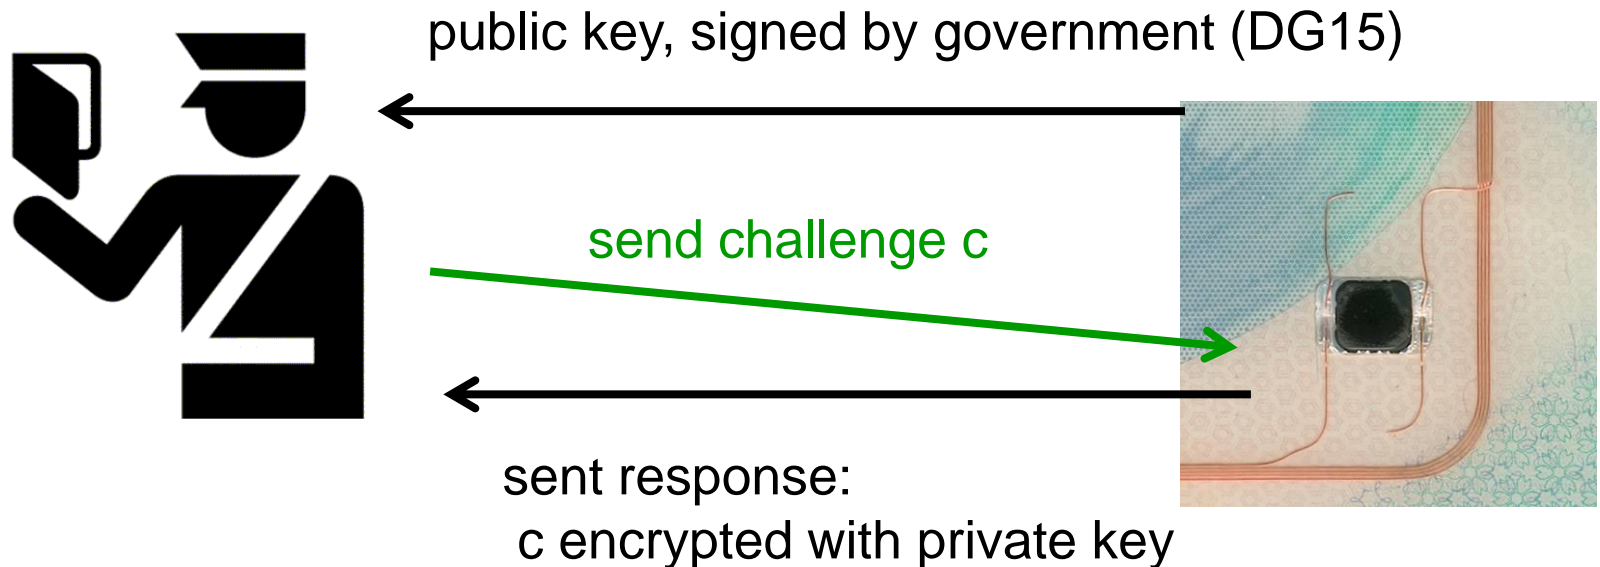 public key, signed by government (DG15)
send challenge c
sent response:
c encrypted with private key